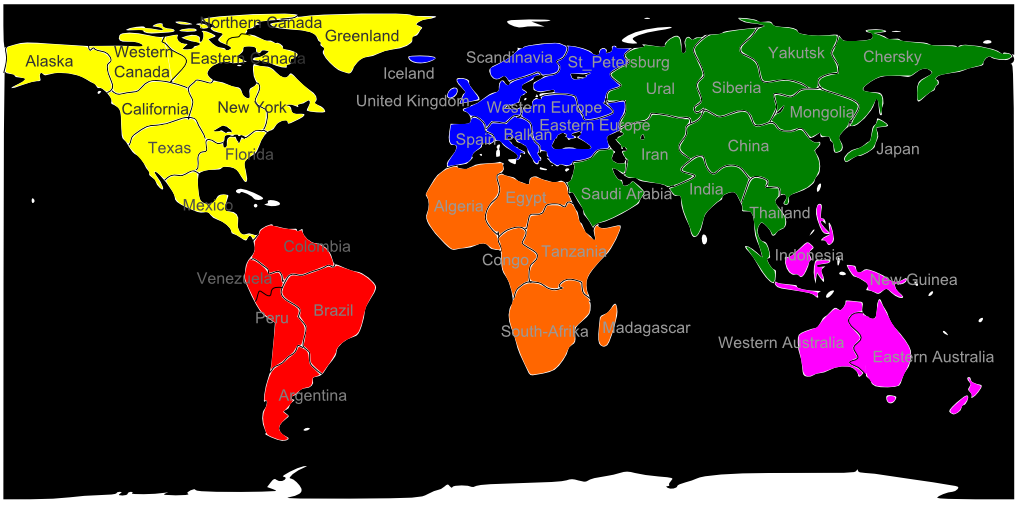 Northern Canada
Greenland
Alaska
Western
Canada
Eastern Canada
California
New York
Texas
Florida
Mexico
Iceland
Scandinavia
St_Petersburg
United Kingdom
Western Europe
Eastern Europe
Spain
Balkan
Ural
Siberia
Yakutsk
Chersky
Mongolia
Japan
China
Iran
India
Saudi Arabia
Thailand
Algeria
Egypt
Congo
Tanzania
South-Afrika
Madagascar
Colombia
Venezuela
Peru
Brazil
Argentina
Indonesia
New Guinea
Western Australia
Eastern Australia